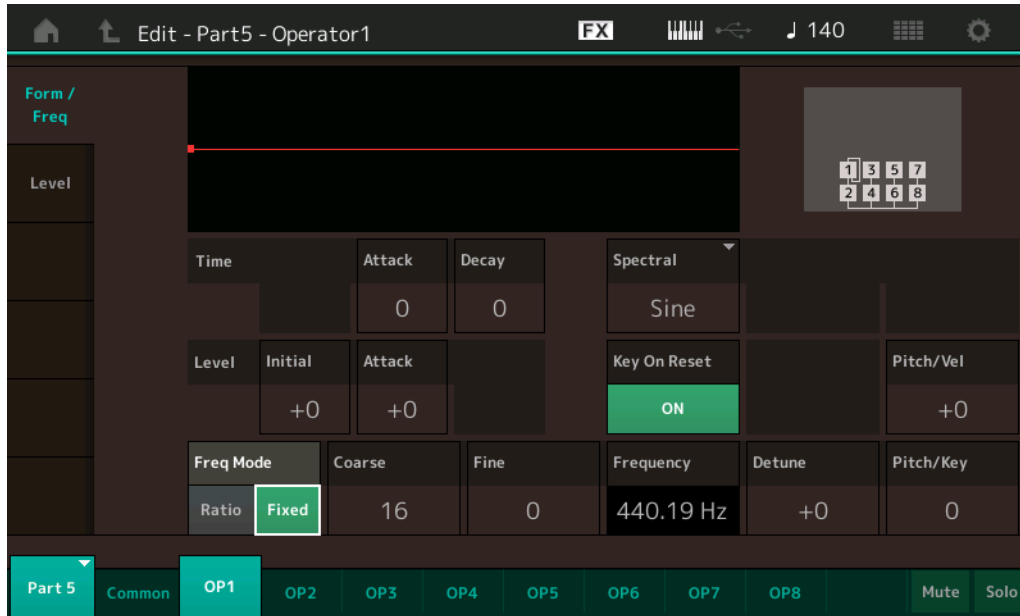 Edit - Part5 - Operator1 FX ♩ 140
Form /
Freq
Level
1 3 5 7
2 4 6 8
Time Attack Decay Spectral
0 0 Sine
Level Initial Attack Key On Reset Pitch/Vel
+0 +0 ON +0
Freq Mode Coarse Fine Frequency Detune Pitch/Key
Ratio Fixed 16 0 440.19 Hz +0 0
Part 5 Common OP1 OP2 OP3 OP4 OP5 OP6 OP7 OP8 Mute Solo